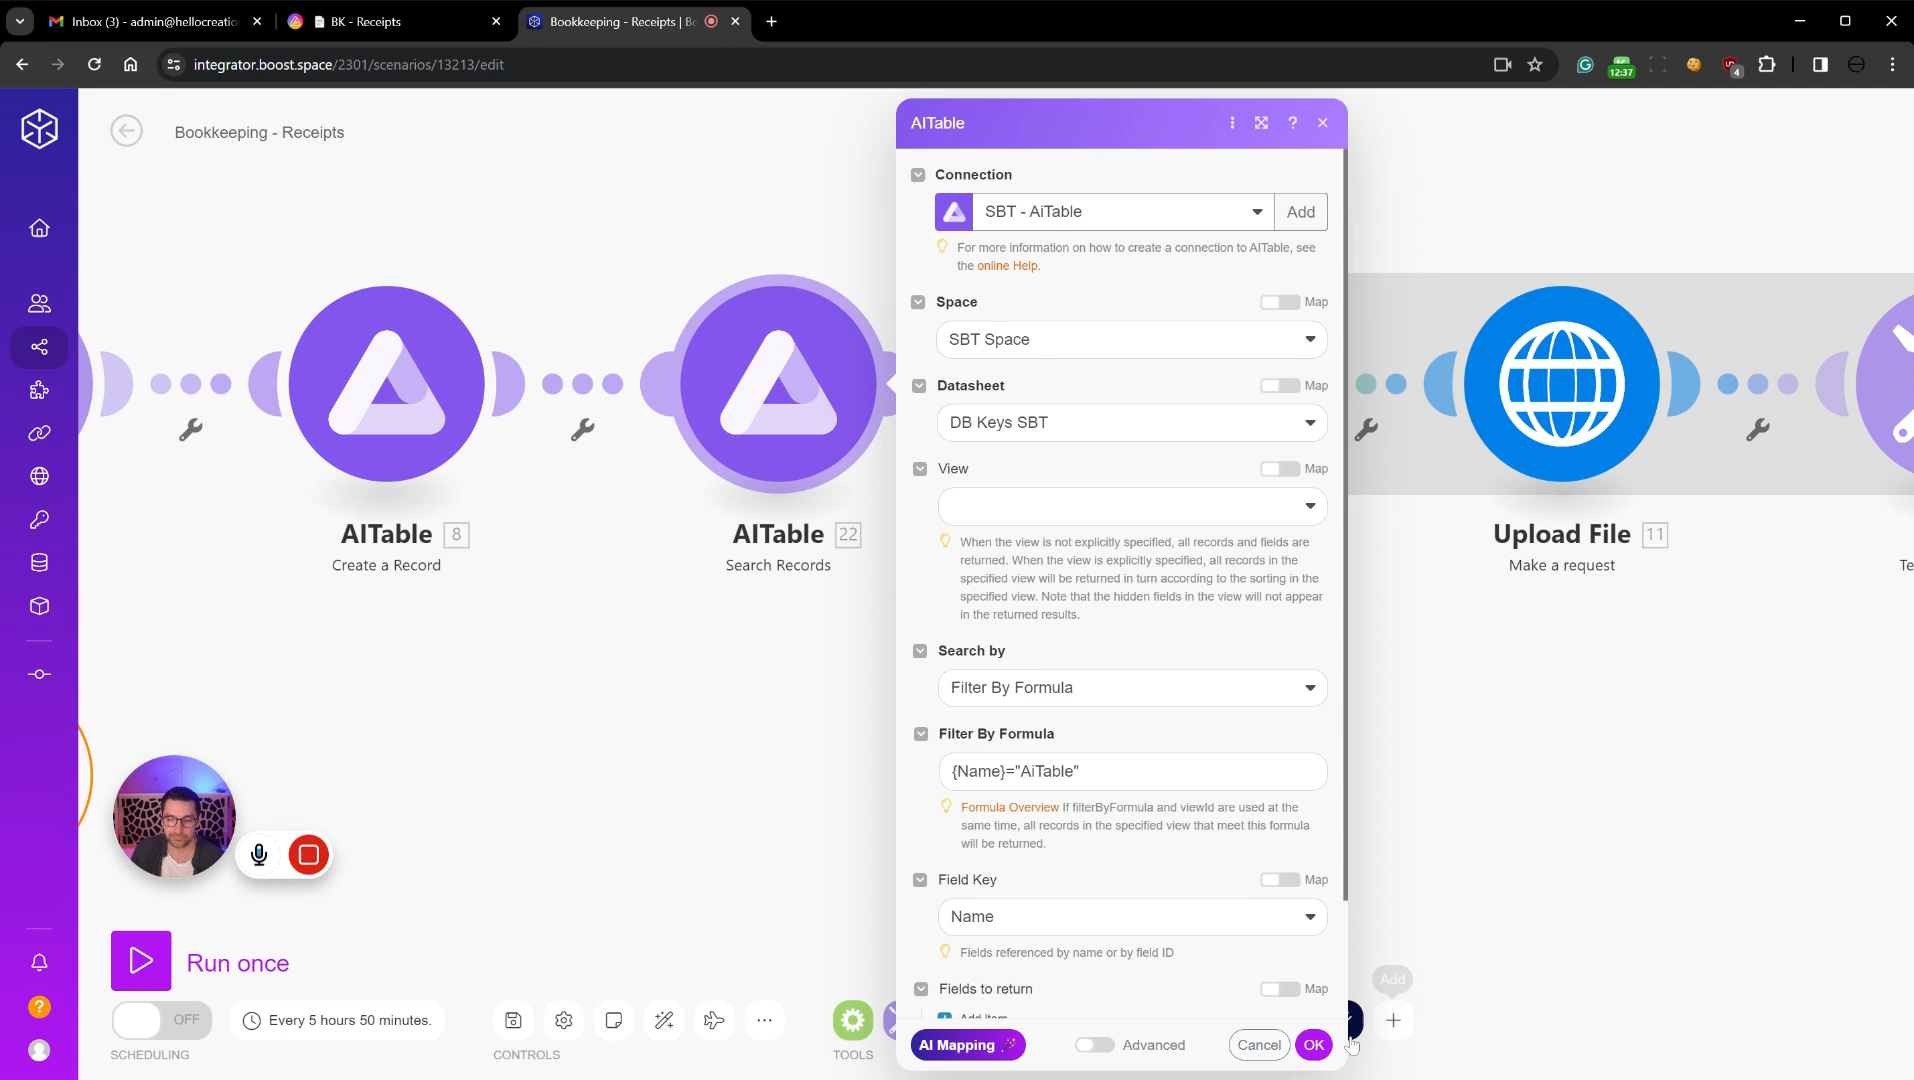 Inbox (3) - admin@hellocreatio
BK - Receipts
Bookkeeping - Receipts | Bo
integrator.boost.space/2301/scenarios/13213/edit
12:37
4
Bookkeeping - Receipts
AITable
Connection
SBT - AiTable
Add
For more information on how to create a connection to AITable, see
the online Help.
Space
Map
SBT Space
Datasheet
Map
DB Keys SBT
View
Map
When the view is not explicitly specified, all records and fields are
returned. When the view is explicitly specified, all records in the
specified view will be returned in turn according to the sorting in the
specified view. Note that the hidden fields in the view will not appear
in the returned results.
Search by
Filter By Formula
Filter By Formula
{Name}="AiTable"
Formula Overview If filterByFormula and viewId are used at the
same time, all records in the specified view that meet this formula
will be returned.
Field Key
Map
Name
Fields referenced by name or by field ID
Fields to return
Map
Add item
AI Mapping
Advanced
Cancel
OK
AITable 8
Create a Record
AITable 22
Search Records
Upload File 11
Make a request
Te
Run once
OFF
Every 5 hours 50 minutes.
SCHEDULING
CONTROLS
TOOLS
Add
?